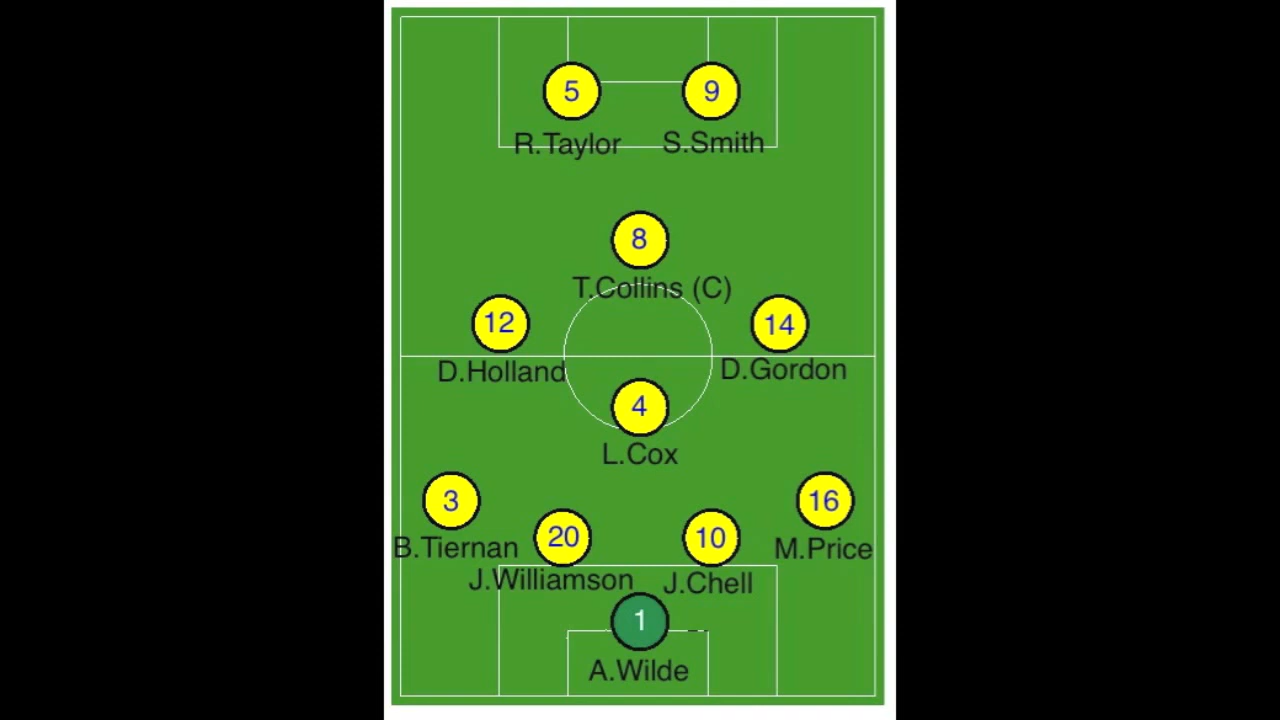 5 9
R.Taylor S.Smith
8
T.Collins (C)
12 14
D.Holland D.Gordon
4
L.Cox
3 16
B.Tiernan M.Price
20 10
J.Williamson J.Chell
1
A.Wilde